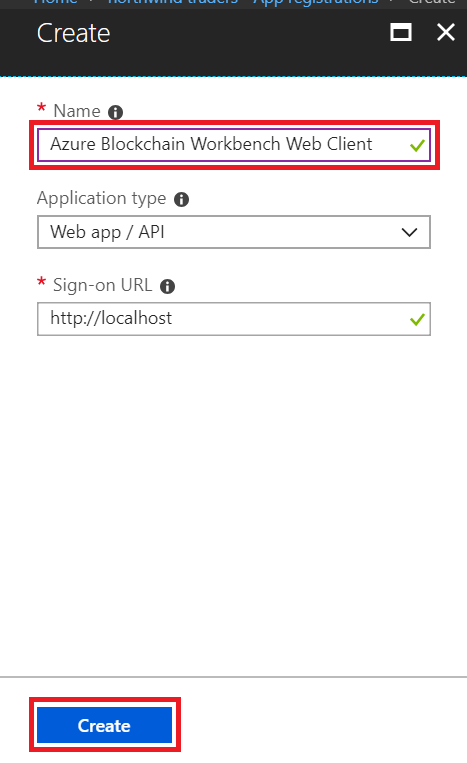 Home northwind traders - App registrations Create
Create
* Name
Azure Blockchain Workbench Web Client
Application type
Web app / API
* Sign-on URL
http://localhost
Create